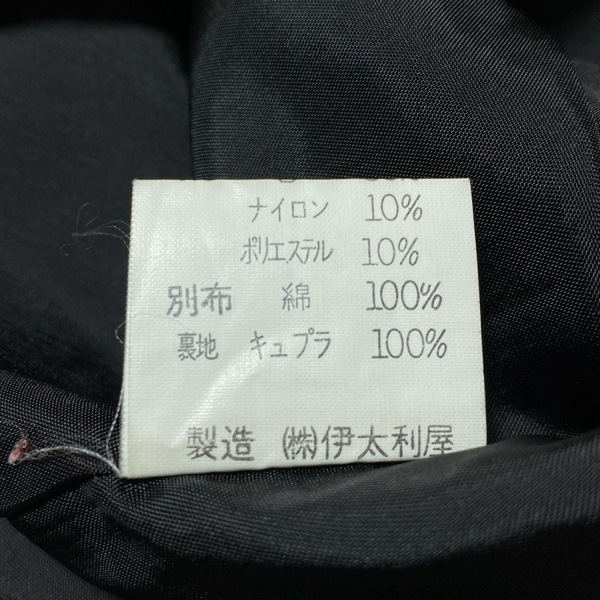 ナイロン 10%
ポリエステル 10%
別布 綿 100%
裏地 キュプラ 100%
製造 ㈱伊太利屋